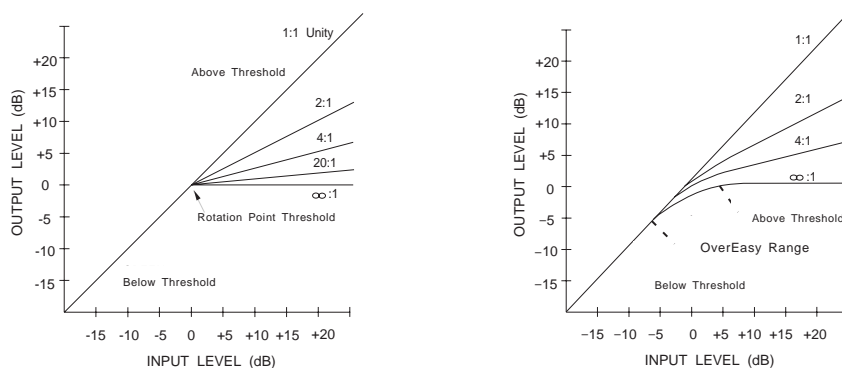 1:1 Unity
+20
Above Threshold
+15
2:1
+10
4:1
+5
20:1
0
∞:1
Rotation Point Threshold
-5
-10
Below Threshold
-15
OUTPUT LEVEL (dB)
-15 -10 -5 0 +5 +10 +15 +20
INPUT LEVEL (dB)
1:1
+20
+15
2:1
+10
4:1
+5
∞:1
0
Above Threshold
−5
OverEasy Range
−10
Below Threshold
−15
OUTPUT LEVEL (dB)
−15 −10 −5 0 +5 +10 +15 +20
INPUT LEVEL (dB)